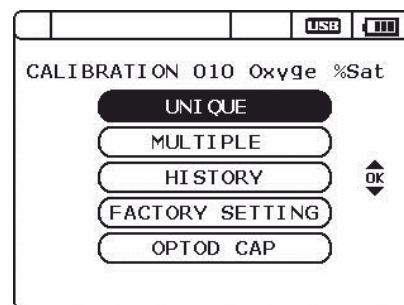 USB
CALIBRATION 010 Oxyge %Sat
UNIQUE
MULTIPLE
HISTORY
OK
FACTORY SETTING
OPTOD CAP